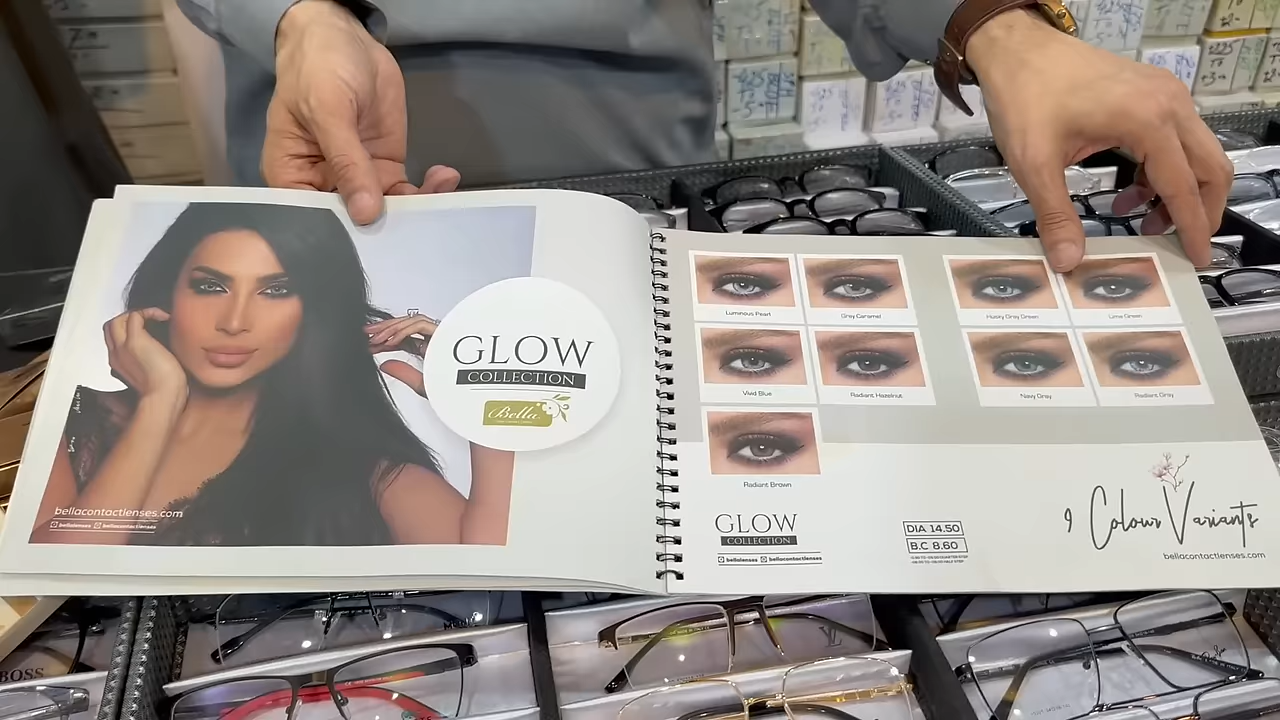 GLOW
COLLECTION
Bella
bellacontactlenses.com
bellalenses bellacontactlenses
Luminous Pearl
Gray Caramel
Husky Gray Green
Lime Green
Vivid Blue
Radiant Hazelnut
Navy Gray
Radiant Gray
Radiant Brown
GLOW
COLLECTION
bellalenses bellacontactlenses
DIA 14.50
B.C 8.60
9 Colour Variants
bellacontactlenses.com
BOSS